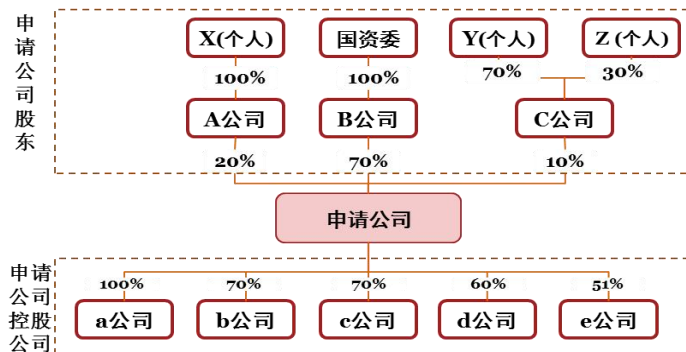 申请公司股东
X(个人) 国资委 Y(个人) Z (个人)
100% 100% 70% 30%
A公司 B公司 C公司
20% 70% 10%
申请公司
申请
公司
控股
公司
100% 70% 70% 60% 51%
a公司 b公司 c公司 d公司 e公司